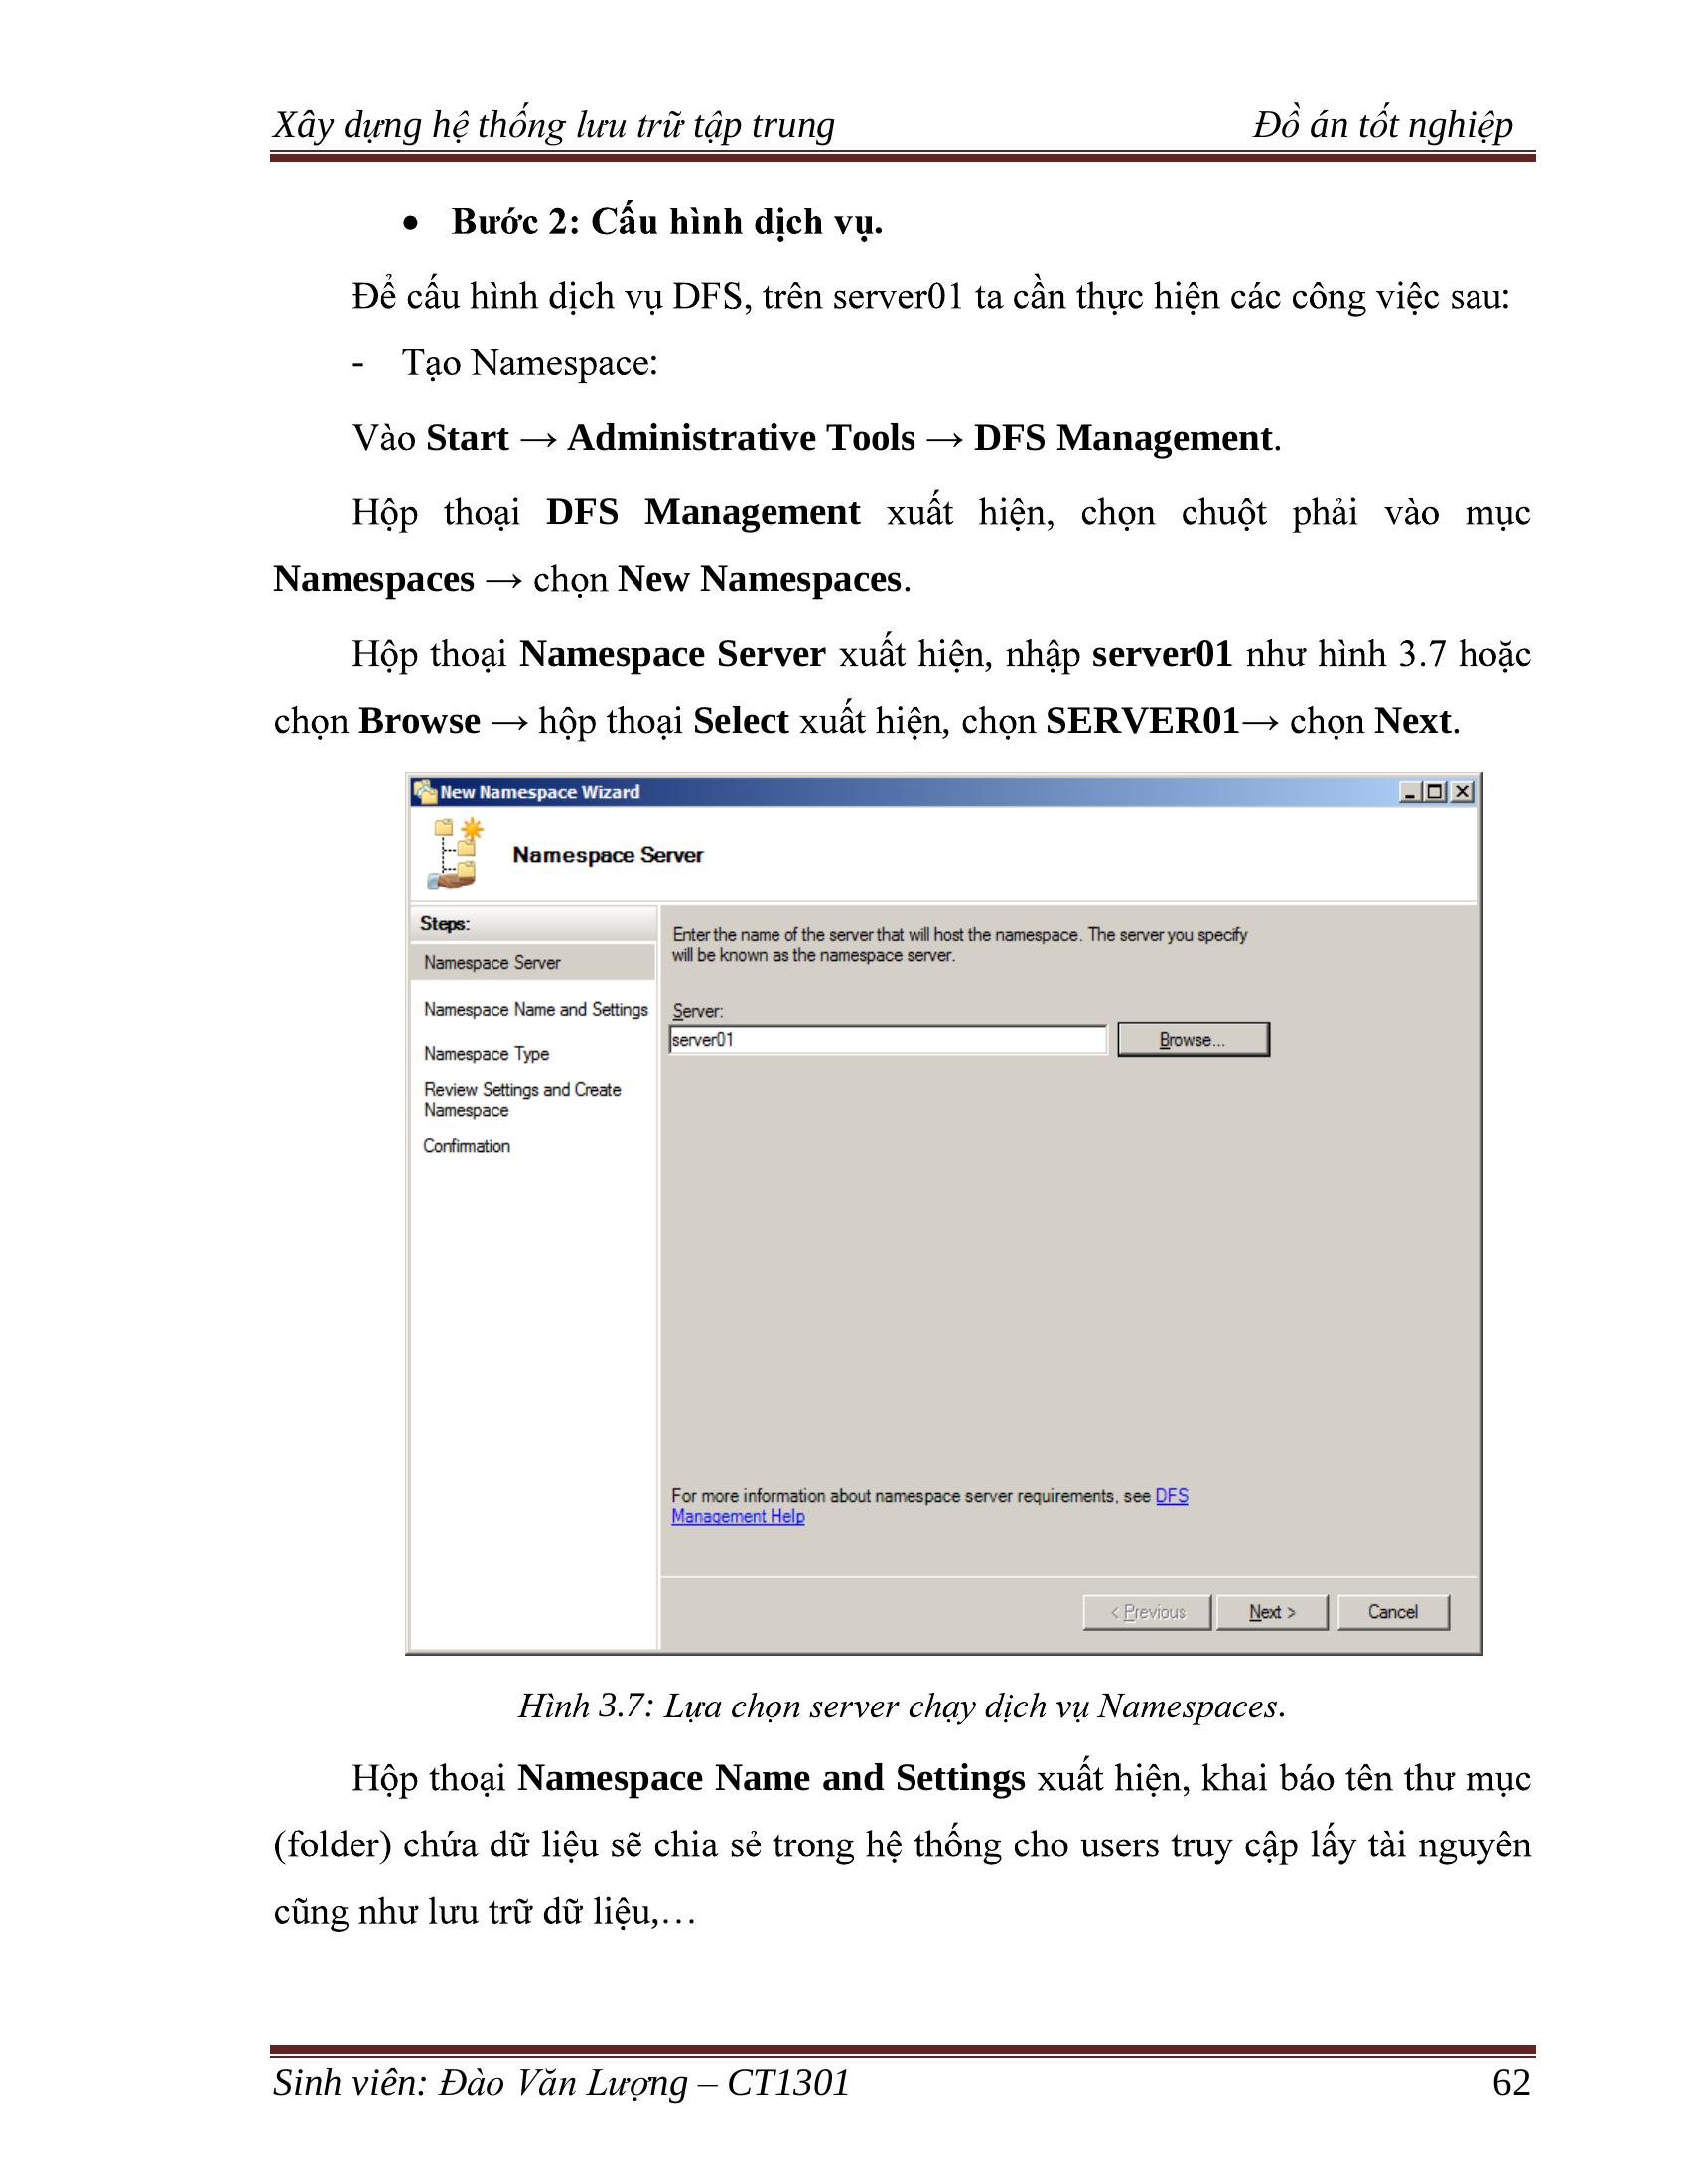 Xây dựng hệ thống lưu trữ tập trung Đồ án tốt nghiệp
• Bước 2: Cấu hình dịch vụ.
Để cấu hình dịch vụ DFS, trên server01 ta cần thực hiện các công việc sau:
- Tạo Namespace:
Vào Start → Administrative Tools → DFS Management.
Hộp thoại DFS Management xuất hiện, chọn chuột phải vào mục
Namespaces → chọn New Namespaces.
Hộp thoại Namespace Server xuất hiện, nhập server01 như hình 3.7 hoặc
chọn Browse → hộp thoại Select xuất hiện, chọn SERVER01→ chọn Next.
New Namespace Wizard
Namespace Server
Steps:
Namespace Server
Namespace Name and Settings
Namespace Type
Review Settings and Create
Namespace
Confirmation
Enter the name of the server that will host the namespace. The server you specify
will be known as the namespace server.
Server:
server01 Browse...
For more information about namespace server requirements, see DFS
Management Help
< Previous Next > Cancel
Hình 3.7: Lựa chọn server chạy dịch vụ Namespaces.
Hộp thoại Namespace Name and Settings xuất hiện, khai báo tên thư mục
(folder) chứa dữ liệu sẽ chia sẻ trong hệ thống cho users truy cập lấy tài nguyên
cũng như lưu trữ dữ liệu,…
Sinh viên: Đào Văn Lượng – CT1301 62